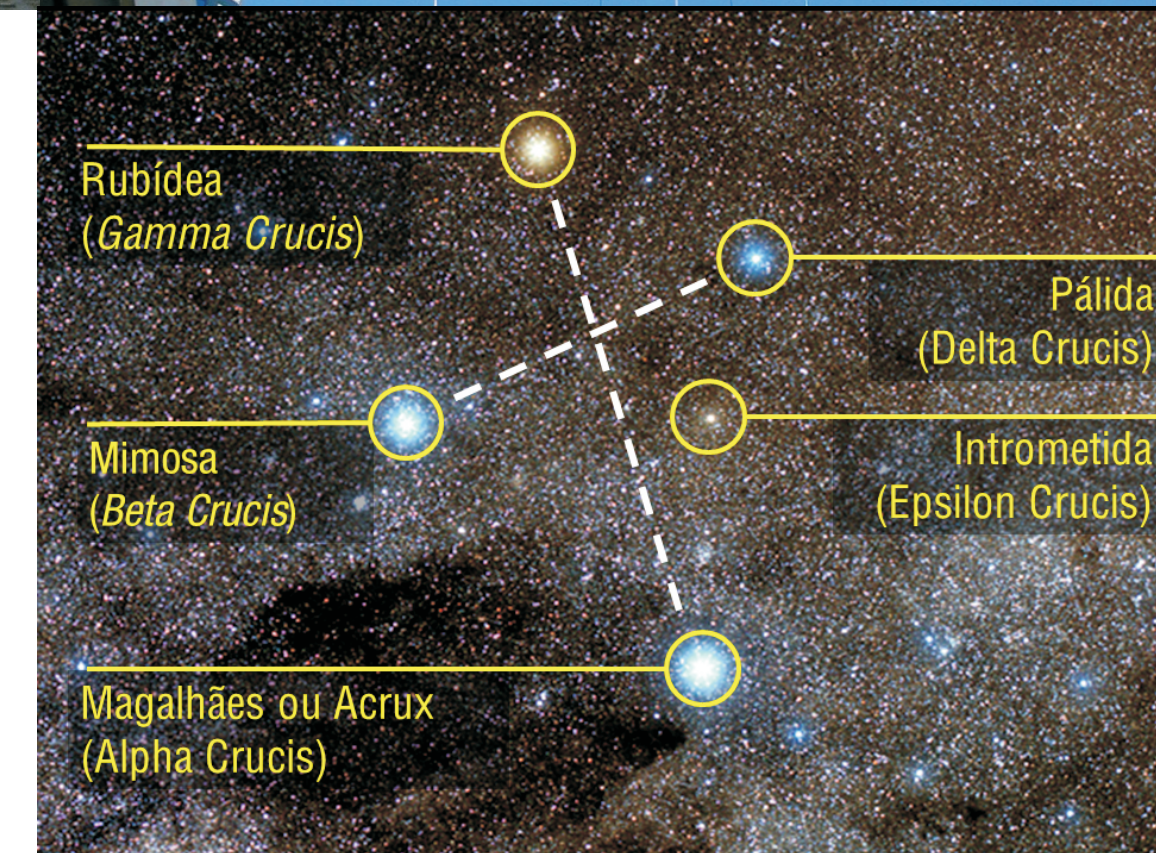 Rubídea
(Gamma Crucis)
Pálida
(Delta Crucis)
Mimosa
(Beta Crucis)
Intrometida
(Epsilon Crucis)
Magalhães ou Acrux
(Alpha Crucis)